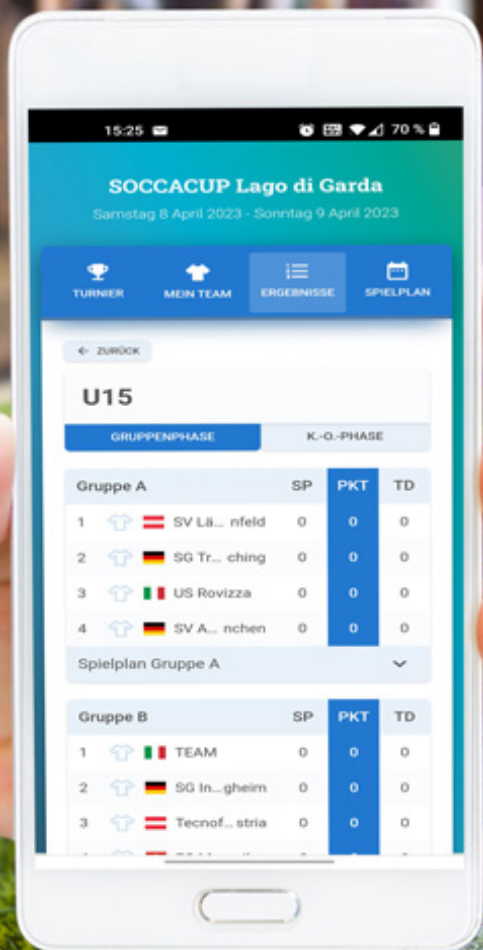 15:25 70 %
SOCCACUP Lago di Garda
Samstag 8 April 2023 - Sonntag 9 April 2023
TURNIER MEIN TEAM ERGEBNISSE SPIELPLAN
← ZURÜCK
U15
GRUPPENPHASE K.-O.-PHASE
Gruppe A SP PKT TD
1 SV Lä... nfeld 0 0 0
2 SG Tr... ching 0 0 0
3 US Rovizza 0 0 0
4 SV A... nchen 0 0 0
Spielplan Gruppe A
Gruppe B SP PKT TD
1 TEAM 0 0 0
2 SG In...gheim 0 0 0
3 Tecnof... stria 0 0 0